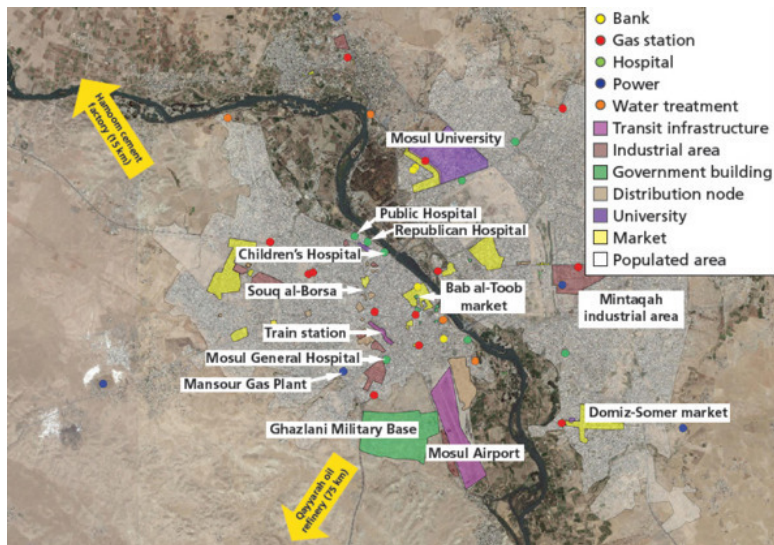 Bank
Gas station
Hospital
Power
Water treatment
Transit infrastructure
Industrial area
Government building
Distribution node
University
Market
Populated area
Hamoom cement
factory (15 km)
Mosul University
Public Hospital
Republican Hospital
Children's Hospital
Souq al-Borsa
Bab al-Toob
market
Mintaqah
industrial area
Train station
Mosul General Hospital
Mansour Gas Plant
Domiz-Somer market
Ghazlani Military Base
Mosul Airport
Qayyarah oil
refinery (75 km)